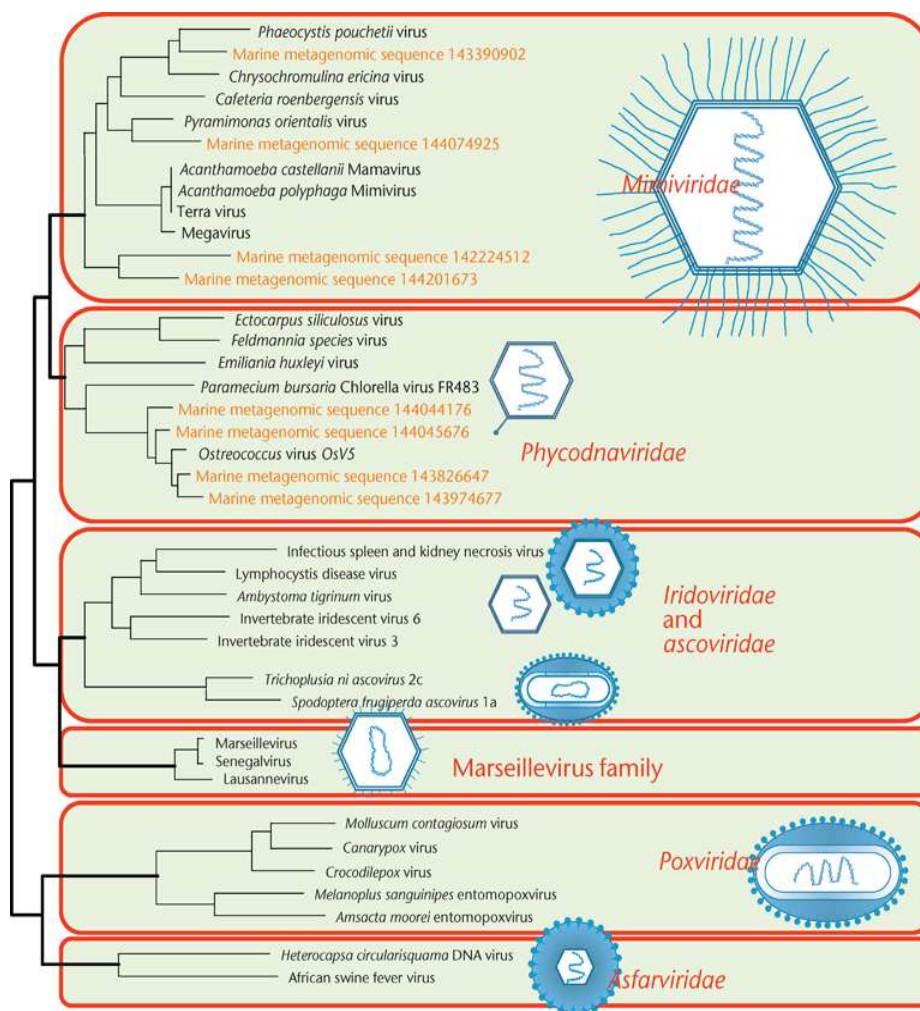 Phaeocystis pouchetii virus
Marine metagenomic sequence 143390902
Chrysochromulina ericina virus
Cafeteria roenbergensis virus
Pyramimonas orientalis virus
Marine metagenomic sequence 144074925
Acanthamoeba castellanii Mamavirus
Acanthamoeba polyphaga Mimivirus
Terra virus
Megavirus
Marine metagenomic sequence 142224512
Marine metagenomic sequence 144201673
Mimiviridae
Ectocarpus siliculosus virus
Feldmannia species virus
Emiliania huxleyi virus
Paramecium bursaria Chlorella virus FR483
Marine metagenomic sequence 144044176
Marine metagenomic sequence 144045676
Ostreococcus virus OsV5
Marine metagenomic sequence 143826647
Marine metagenomic sequence 143974677
Phycodnaviridae
Infectious spleen and kidney necrosis virus
Lymphocystis disease virus
Ambystoma tigrinum virus
Invertebrate iridescent virus 6
Invertebrate iridescent virus 3
Trichoplusia ni ascovirus 2c
Spodoptera frugiperda ascovirus 1a
Iridoviridae
and
ascoviridae
Marseillevirus
Senegalvirus
Lausannevirus
Marseillevirus family
Molluscum contagiosum virus
Canarypox virus
Crocodilepox virus
Melanoplus sanguinipes entomopoxvirus
Amsacta moorei entomopoxvirus
Poxviridae
Heterocapsa circularisquama DNA virus
African swine fever virus
Asfarviridae